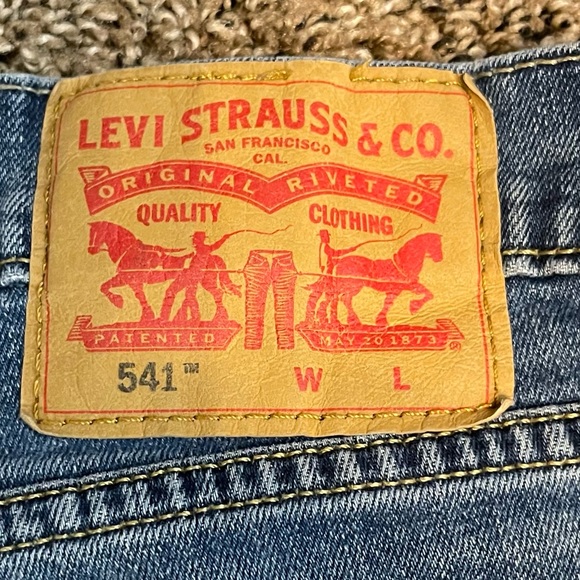 LEVI STRAUSS & CO.
SAN FRANCISCO
CAL.
ORIGINAL RIVETED
QUALITY CLOTHING
PATENTED MAY 20 1873 ®
541™ W L